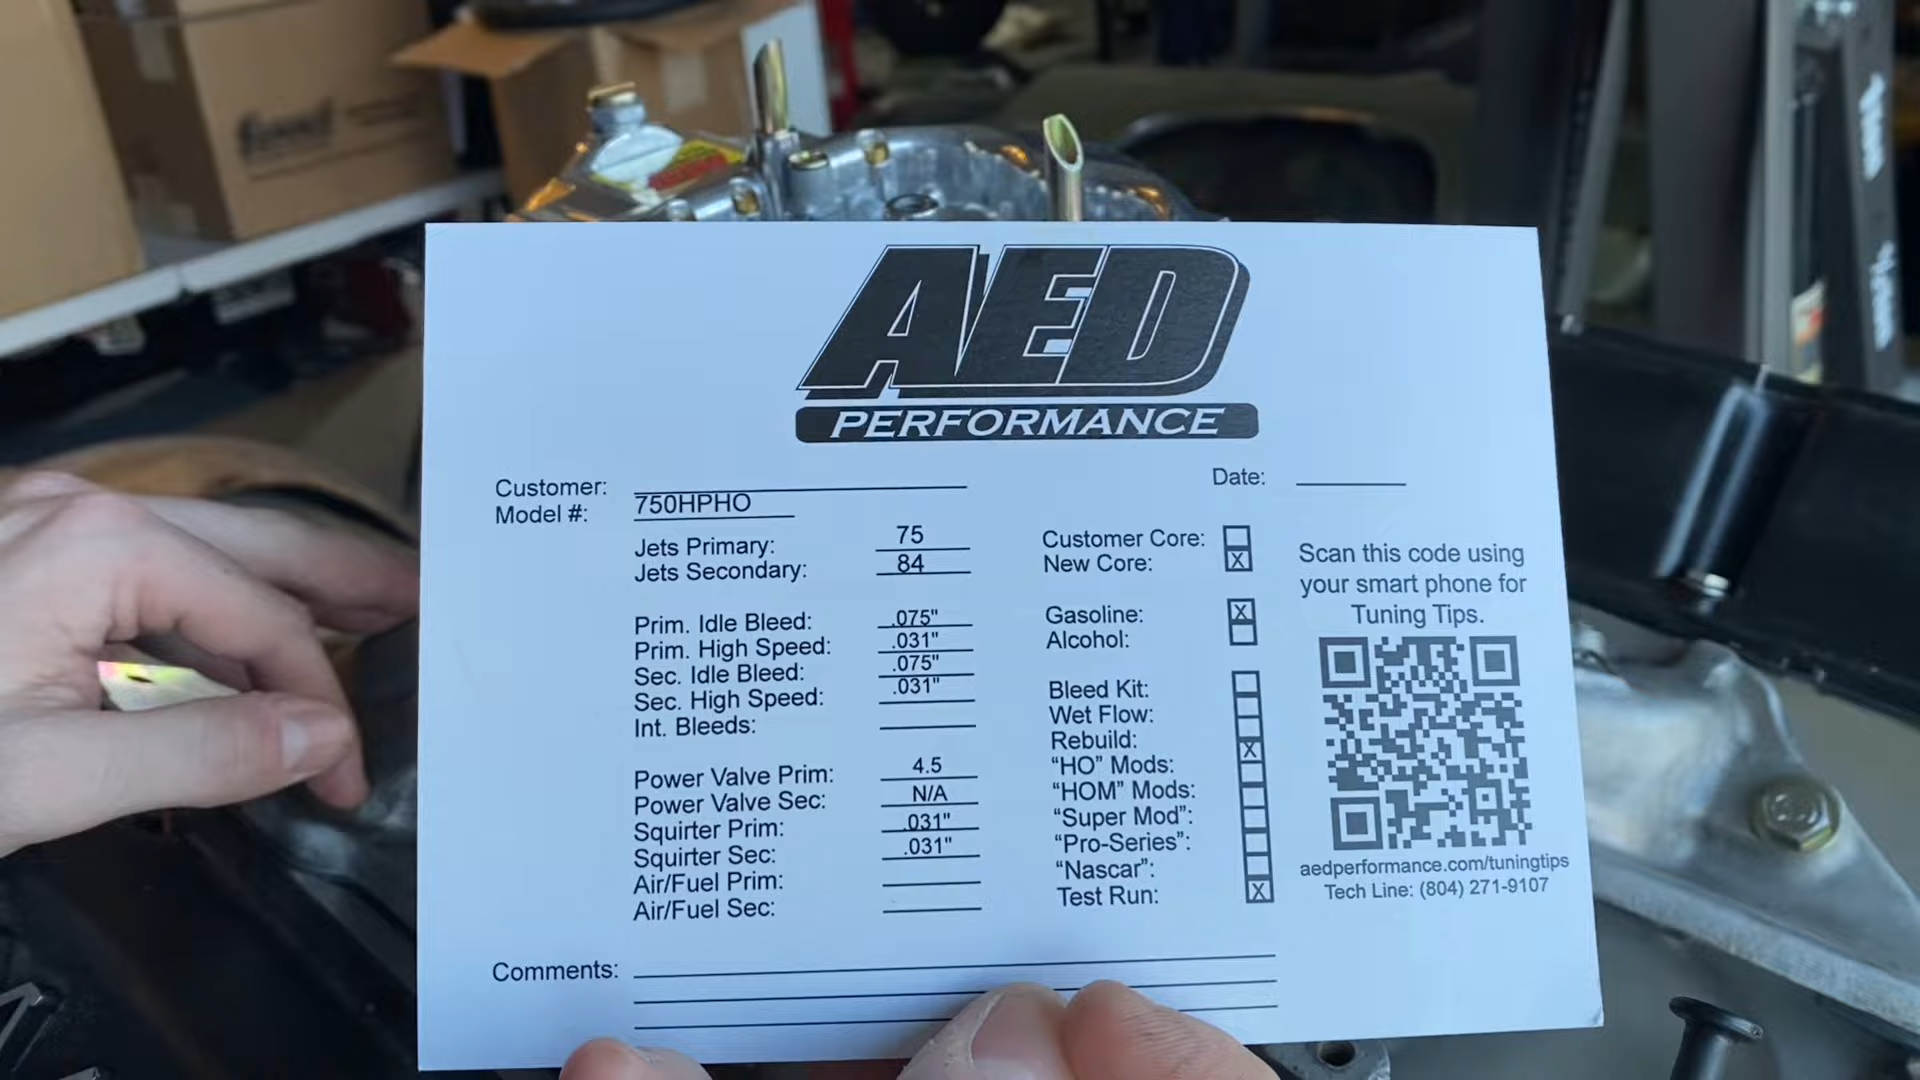 AED
PERFORMANCE
Customer:
Date:
Model #: 750HPHO
Jets Primary: 75
Jets Secondary: 84
Prim. Idle Bleed: .075"
Prim. High Speed: .031"
Sec. Idle Bleed: .075"
Sec. High Speed: .031"
Int. Bleeds:
Power Valve Prim: 4.5
Power Valve Sec: N/A
Squirter Prim: .031"
Squirter Sec: .031"
Air/Fuel Prim:
Air/Fuel Sec:
Customer Core:
New Core: X
Gasoline: X
Alcohol:
Bleed Kit:
Wet Flow:
Rebuild:
"HO" Mods: X
"HOM" Mods:
"Super Mod":
"Pro-Series":
"Nascar":
Test Run: X
Scan this code using
your smart phone for
Tuning Tips.
aedperformance.com/tuningtips
Tech Line: (804) 271-9107
Comments: